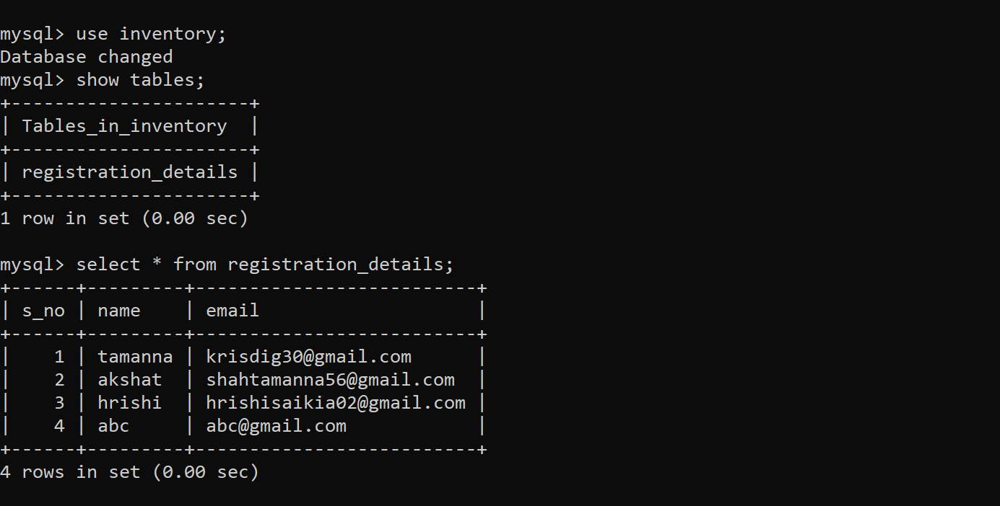 mysql> use inventory;
Database changed
mysql> show tables;
+----------------------+
| Tables_in_inventory  |
+----------------------+
| registration_details |
+----------------------+
1 row in set (0.00 sec)

mysql> select * from registration_details;
+------+---------+--------------------------+
| s_no | name    | email                    |
+------+---------+--------------------------+
|    1 | tamanna | krisdig30@gmail.com      |
|    2 | akshat  | shahtamanna56@gmail.com  |
|    3 | hrishi  | hrishisaikia02@gmail.com |
|    4 | abc     | abc@gmail.com            |
+------+---------+--------------------------+
4 rows in set (0.00 sec)